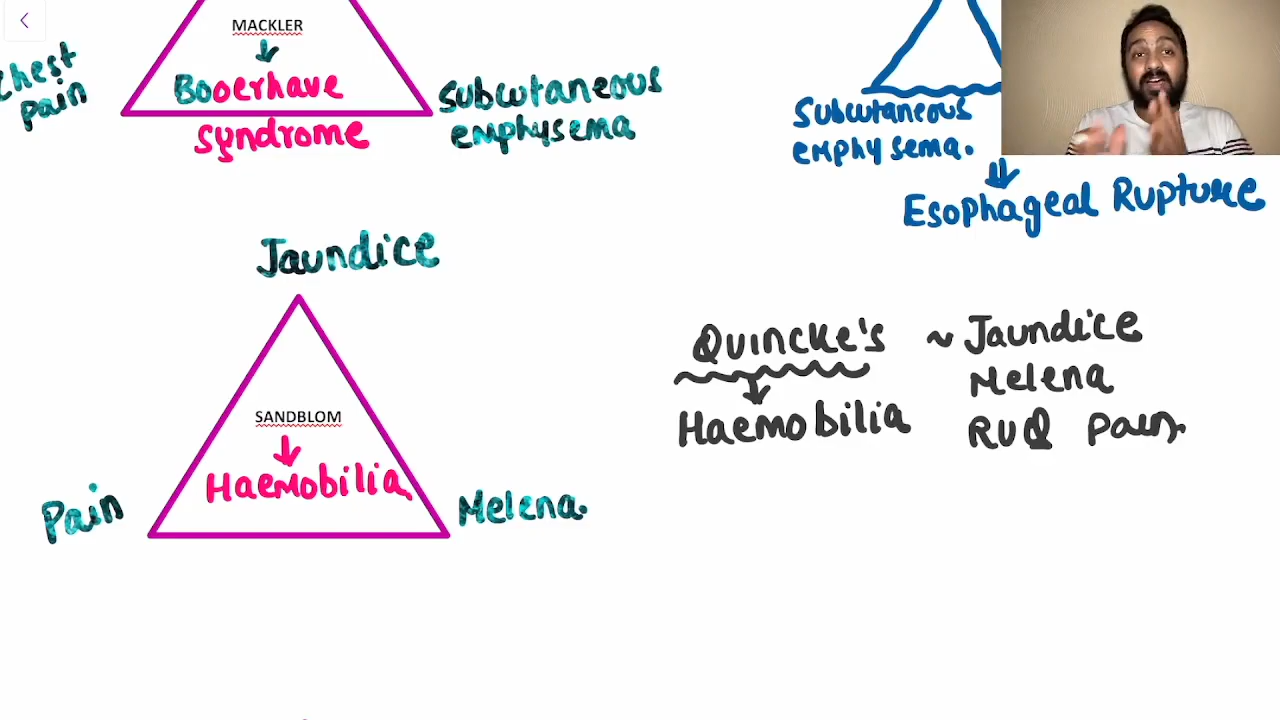 MACKLER
Chest
pain
Booerhave
syndrome
subcutaneous
emphysema
Subcutaneous
emphysema.
Esophageal Rupture
Jaundice
SANDBLOM
Haemobilia
Pain
Melena.
Quincke's ~ Jaundice
Melena
Haemobilia
RUQ Pain.